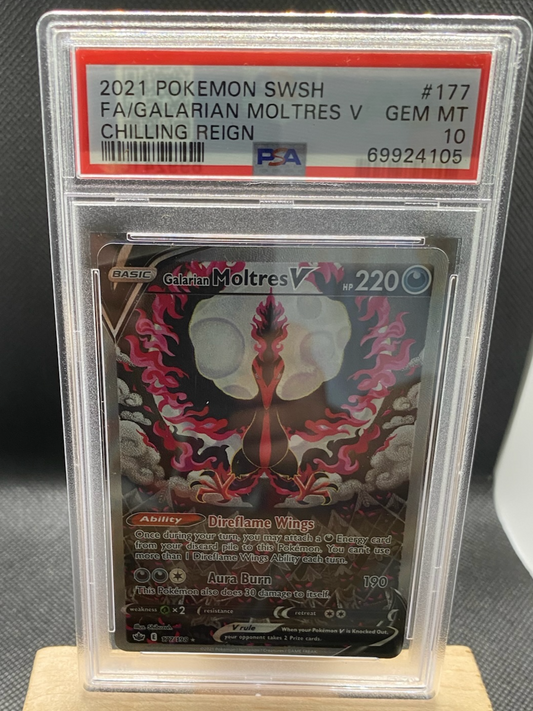 2021 POKEMON SWSH #177
FA/GALARIAN MOLTRES V GEM MT
CHILLING REIGN 10
PSA 69924105
BASIC
Galarian Moltres V HP 220
Ability Direflame Wings
Once during your turn, you may attach a Energy card
from your discard pile to this Pokémon. You can't use
more than 1 Direflame Wings Ability each turn.
Aura Burn 190
This Pokémon also does 30 damage to itself.
weakness ×2 resistance retreat
V rule When your Pokémon V is Knocked Out,
your opponent takes 2 Prize cards.
E 177/198